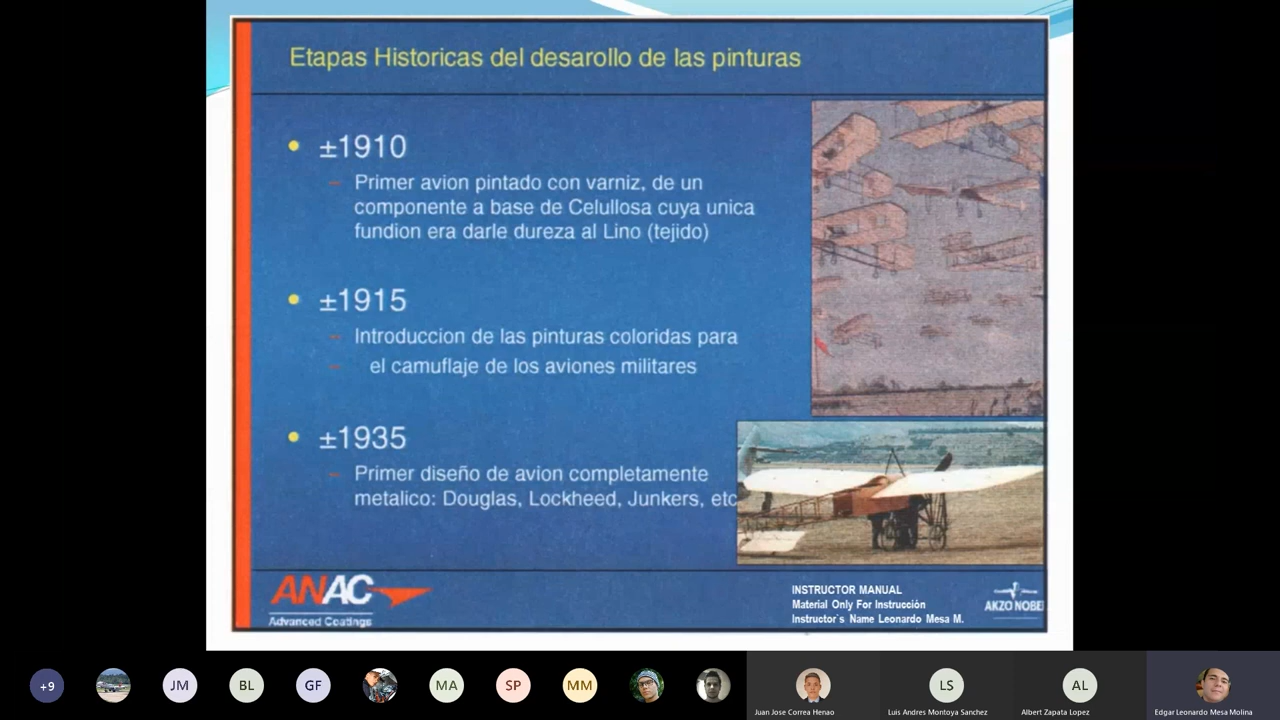 Etapas Historicas del desarollo de las pinturas
±1910
Primer avion pintado con varniz, de un
componente a base de Celullosa cuya unica
fundion era darle dureza al Lino (tejido)
±1915
Introduccion de las pinturas coloridas para
el camuflaje de los aviones militares
±1935
Primer diseño de avion completamente
metalico: Douglas, Lockheed, Junkers, etc
ANAC
Advanced Coatings
INSTRUCTOR MANUAL
Material Only For Instrucción
Instructor`s Name Leonardo Mesa M.
AKZO NOBE
+9
JM
BL
GF
MA
SP
MM
LS
AL
Juan Jose Correa Henao
Luis Andres Montoya Sanchez
Albert Zapata Lopez
Edgar Leonardo Mesa Molina